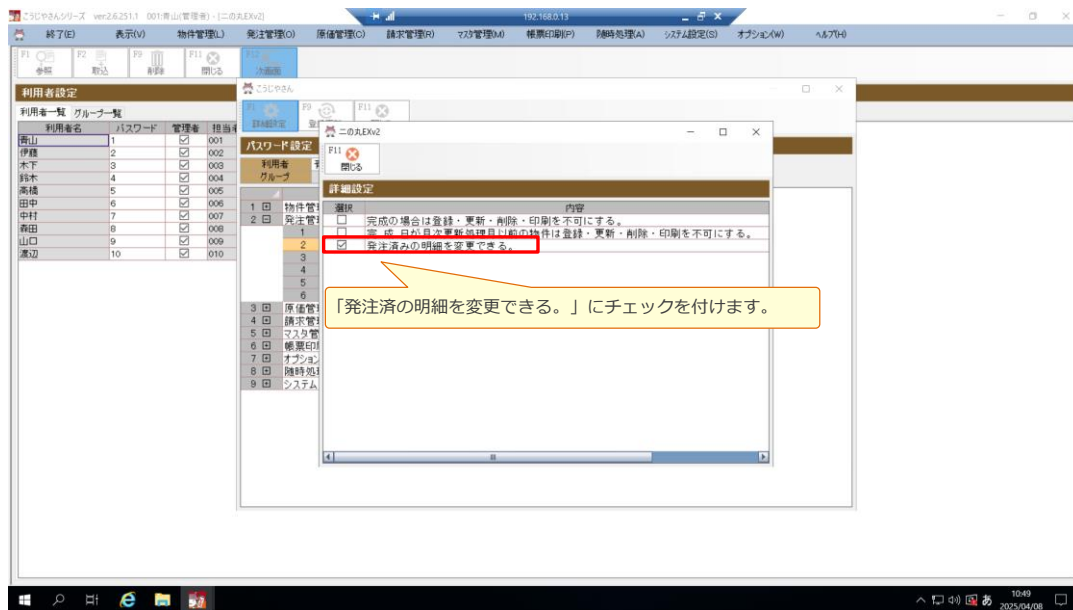 こうじやさんシリーズ ver.2.6.251.1 001:青山(管理者) - [二の丸EXv2]
192.168.0.13
終了(E) 表示(V) 物件管理(L) 発注管理(O) 原価管理(C) 請求管理(R) マスタ管理(M) 帳票印刷(P) 随時処理(A) システム設定(S) オプション(W) ヘルプ(H)
F1 F2 F9 F11 F12
参照 取込 削除 閉じる 次画面
利用者設定
利用者一覧 グループ一覧
利用者名 パスワード 管理者 担当者
青山 1 001
伊藤 2 002
木下 3 003
鈴木 4 004
高橋 5 005
田中 6 006
中村 7 007
森田 8 008
山口 9 009
渡辺 10 010
こうじやさん
F1 F9 F11
詳細設定
パスワード設定
利用者
グループ
1 物件管理
2 発注管
1
2
3
4
5
6
3 原価管
4 請求管
5 マスタ管
6 帳票印
7 オプション
8 随時処
9 システム
二の丸EXv2
F11
閉じる
詳細設定
選択 内容
完成の場合は登録・更新・削除・印刷を不可にする。
完成日が月次更新処理月以前の物件は登録・更新・削除・印刷を不可にする。
発注済みの明細を変更できる。
「発注済の明細を変更できる。」にチェックを付けます。
あ 10:49
2025/04/08